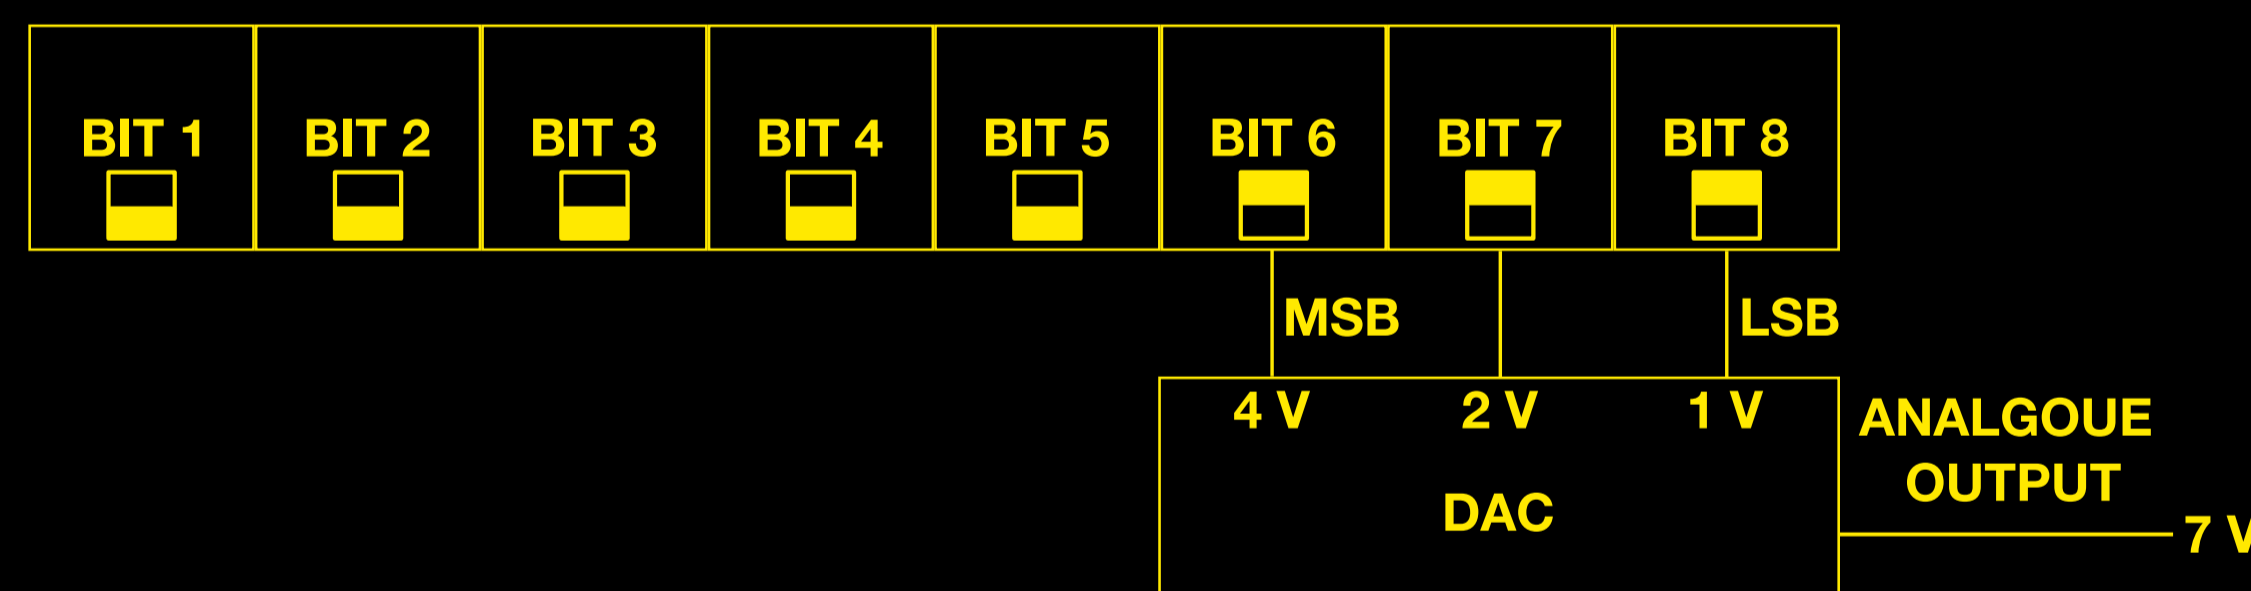 BIT 1 BIT 2 BIT 3 BIT 4 BIT 5 BIT 6 BIT 7 BIT 8
MSB LSB
4 V 2 V 1 V
ANALGOUE
OUTPUT
DAC
7 V